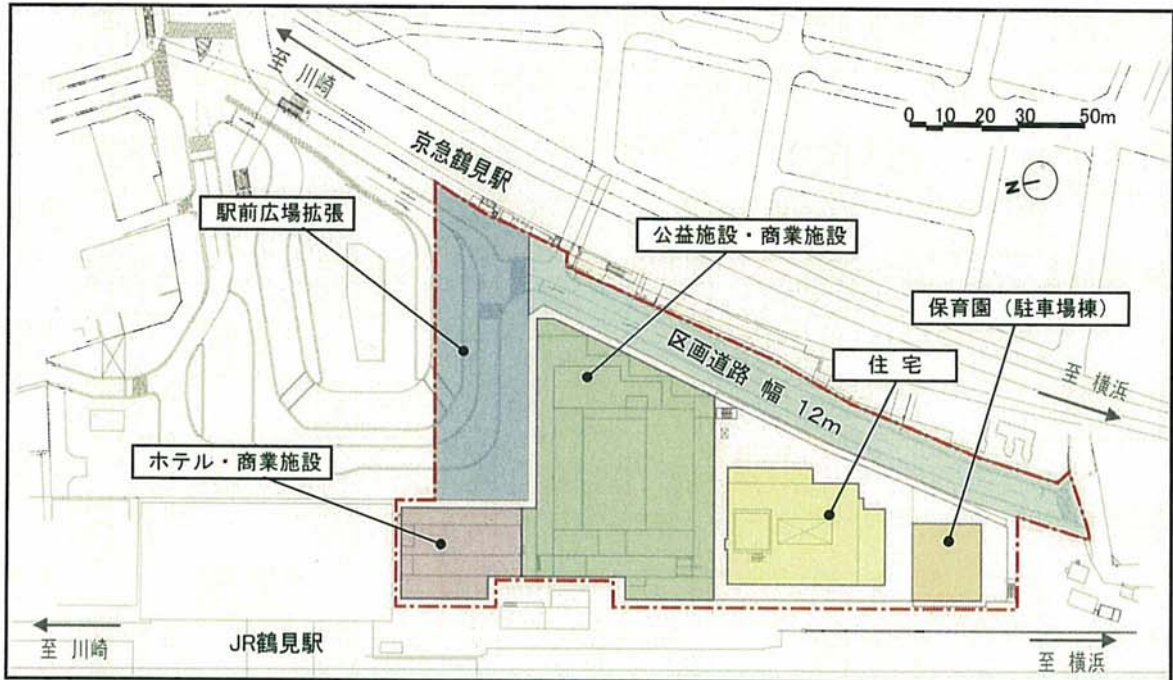 至 川崎
京急鶴見駅
0 10 20 30 50m
N
駅前広場拡張
公益施設・商業施設
保育園(駐車場棟)
住 宅
区画道路 幅 12m
至 横浜
ホテル・商業施設
至 川崎
JR鶴見駅
至 横浜